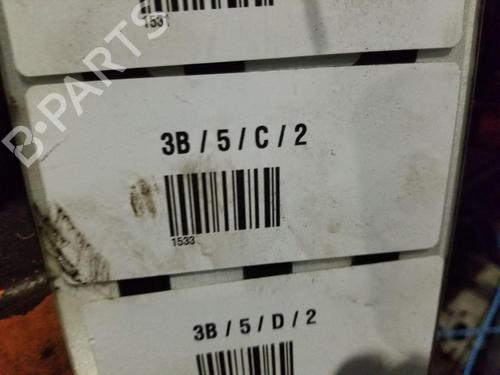 B-PARTS
1531
3B / 5 / C / 2
1533
3B / 5 / D / 2